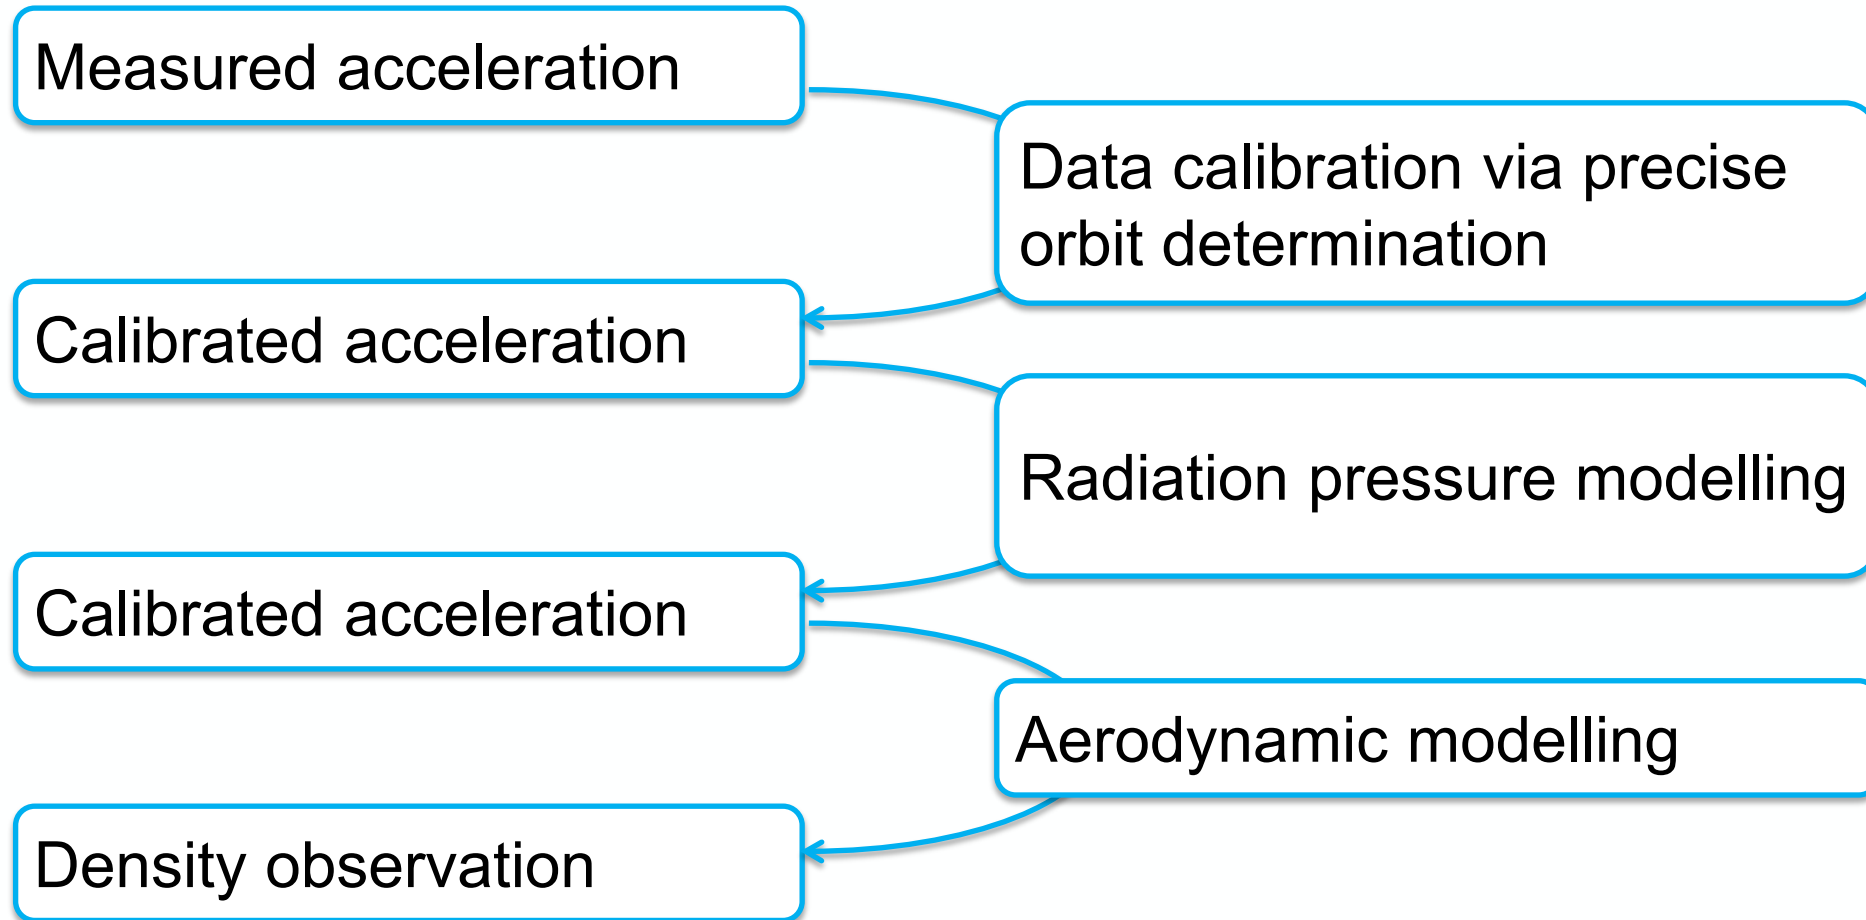 Measured acceleration
Data calibration via precise
orbit determination
Calibrated acceleration
Radiation pressure modelling
Calibrated acceleration
Aerodynamic modelling
Density observation